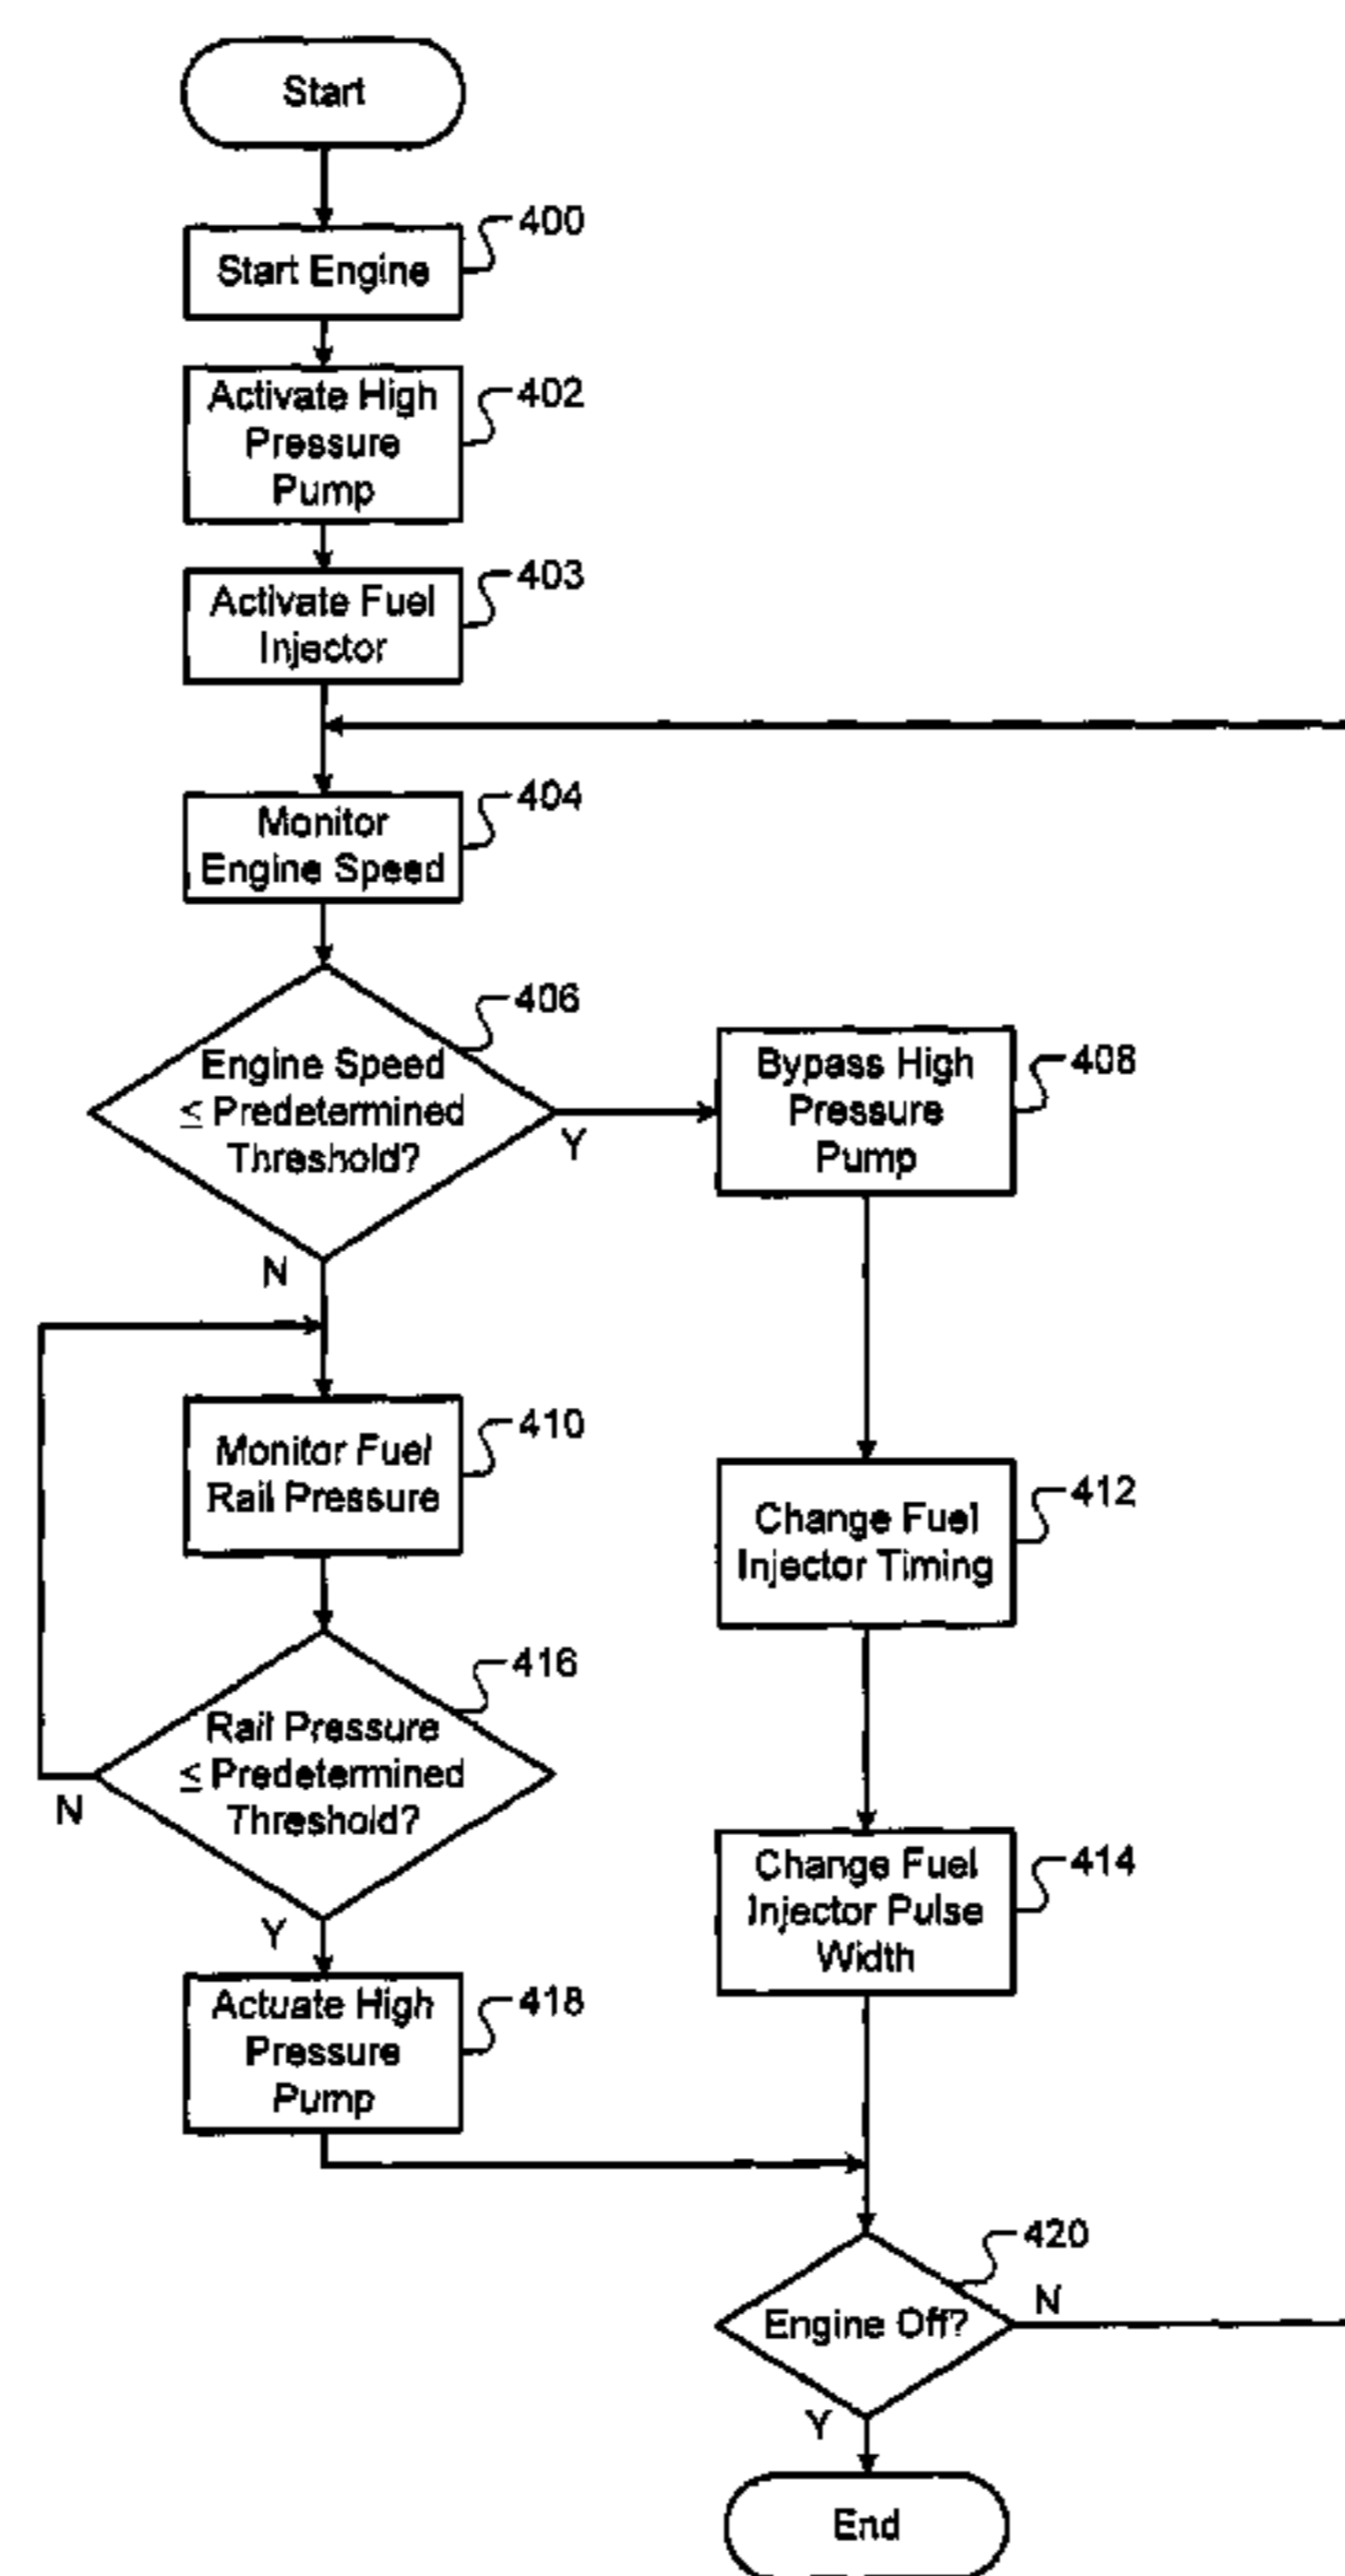 Start
400
Start Engine
402
Activate High
Pressure
Pump
403
Activate Fuel
Injector
404
Monitor
Engine Speed
406
Engine Speed
≤ Predetermined
Threshold?
Y
N
408
Bypass High
Pressure
Pump
410
Monitor Fuel
Rail Pressure
412
Change Fuel
Injector Timing
416
Rail Pressure
≤ Predetermined
Threshold?
N
Y
414
Change Fuel
Injector Pulse
Width
418
Actuate High
Pressure
Pump
420
Engine Off?
N
Y
End